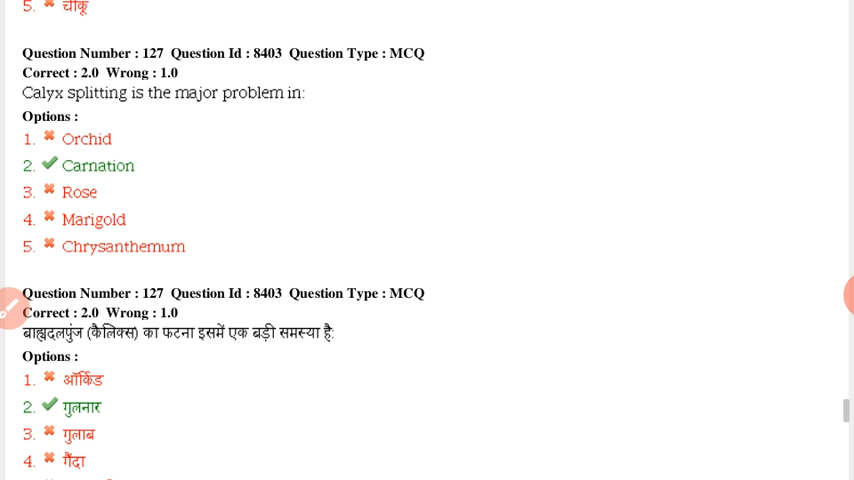 5. चीकू
Question Number : 127 Question Id : 8403 Question Type : MCQ
Correct : 2.0 Wrong : 1.0
Calyx splitting is the major problem in:
Options :
1. Orchid
2. Carnation
3. Rose
4. Marigold
5. Chrysanthemum
Question Number : 127 Question Id : 8403 Question Type : MCQ
Correct : 2.0 Wrong : 1.0
बाह्यदलपुंज (कैलिक्स) का फटना इसमें एक बड़ी समस्या है:
Options :
1. ऑर्किड
2. गुलनार
3. गुलाब
4. गैंदा